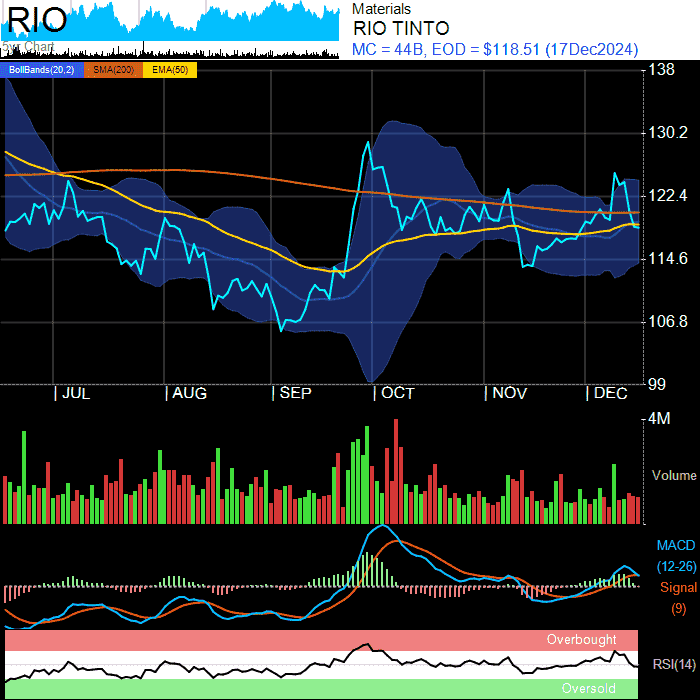 RIO
5yr Chart
Materials
RIO TINTO
MC = 44B, EOD = $118.51 (17Dec2024)
BollBands(20,2) SMA(200) EMA(50)
138
130.2
122.4
114.6
106.8
99
| JUL | AUG | SEP | OCT | NOV | DEC
4M
Volume
MACD
(12-26)
Signal
(9)
Overbought
RSI(14)
Oversold